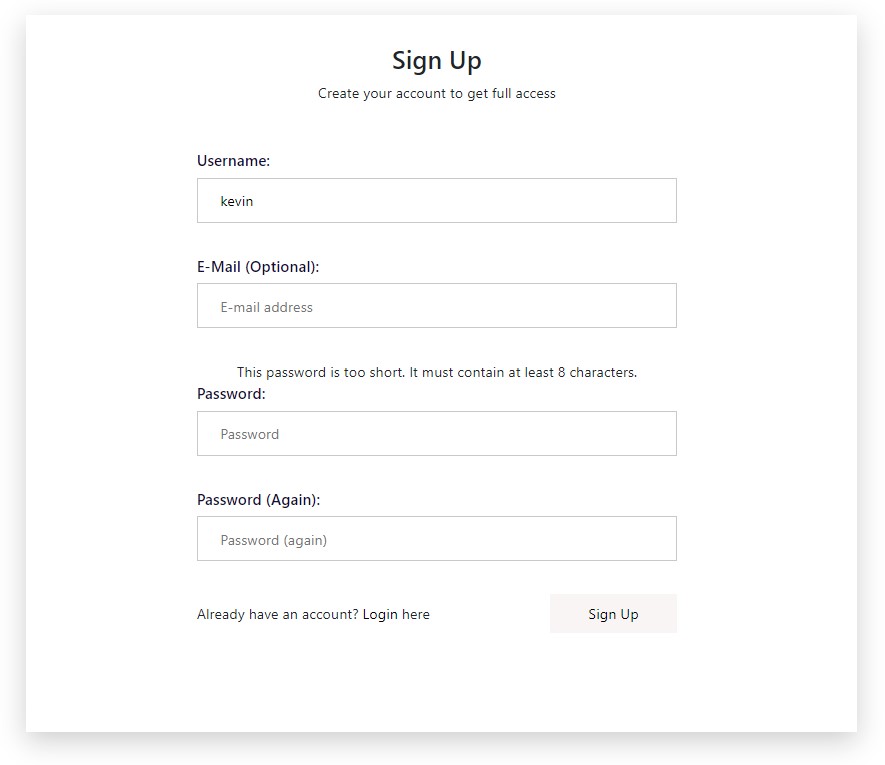 Sign Up
Create your account to get full access
Username:
kevin
E-Mail (Optional):
E-mail address
This password is too short. It must contain at least 8 characters.
Password:
Password
Password (Again):
Password (again)
Already have an account? Login here
Sign Up